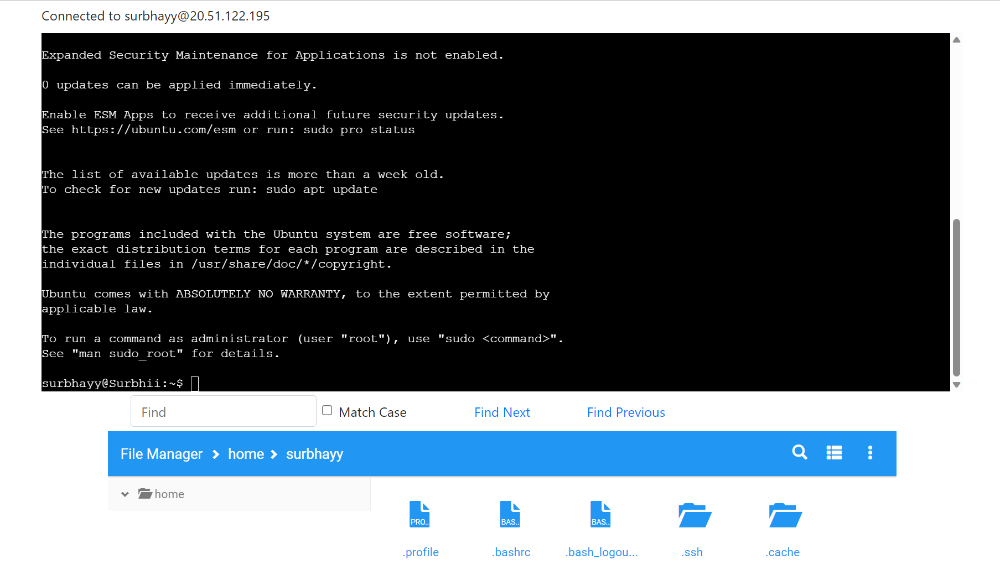 Connected to surbhayy@20.51.122.195
Expanded Security Maintenance for Applications is not enabled.
0 updates can be applied immediately.
Enable ESM Apps to receive additional future security updates.
See https://ubuntu.com/esm or run: sudo pro status
The list of available updates is more than a week old.
To check for new updates run: sudo apt update
The programs included with the Ubuntu system are free software;
the exact distribution terms for each program are described in the
individual files in /usr/share/doc/*/copyright.
Ubuntu comes with ABSOLUTELY NO WARRANTY, to the extent permitted by
applicable law.
To run a command as administrator (user "root"), use "sudo <command>".
See "man sudo_root" for details.
surbhayy@Surbhii:~$
Find Match Case Find Next Find Previous
File Manager home surbhayy
home
PRO.. BAS.. BAS..
.profile .bashrc .bash_logou... .ssh .cache